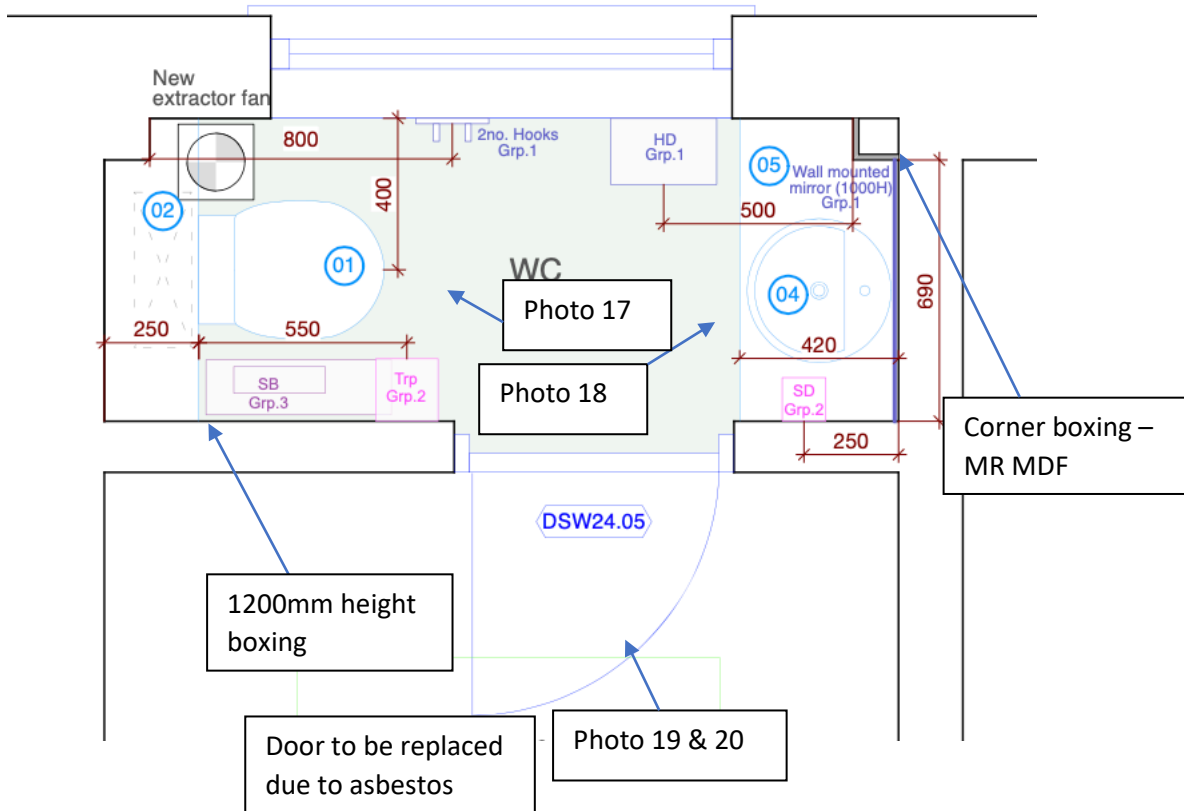 New
extractor fan
800
2no. Hooks
Grp.1
HD
Grp.1
05
Wall mounted
mirror (1000H)
Grp.1
400
02
500
01
WC
04
690
Photo 17
250
550
420
Photo 18
SB
Grp.3
Trp
Grp.2
SD
Grp.2
250
Corner boxing –
MR MDF
DSW24.05
1200mm height
boxing
Door to be replaced
due to asbestos
-
Photo 19 & 20